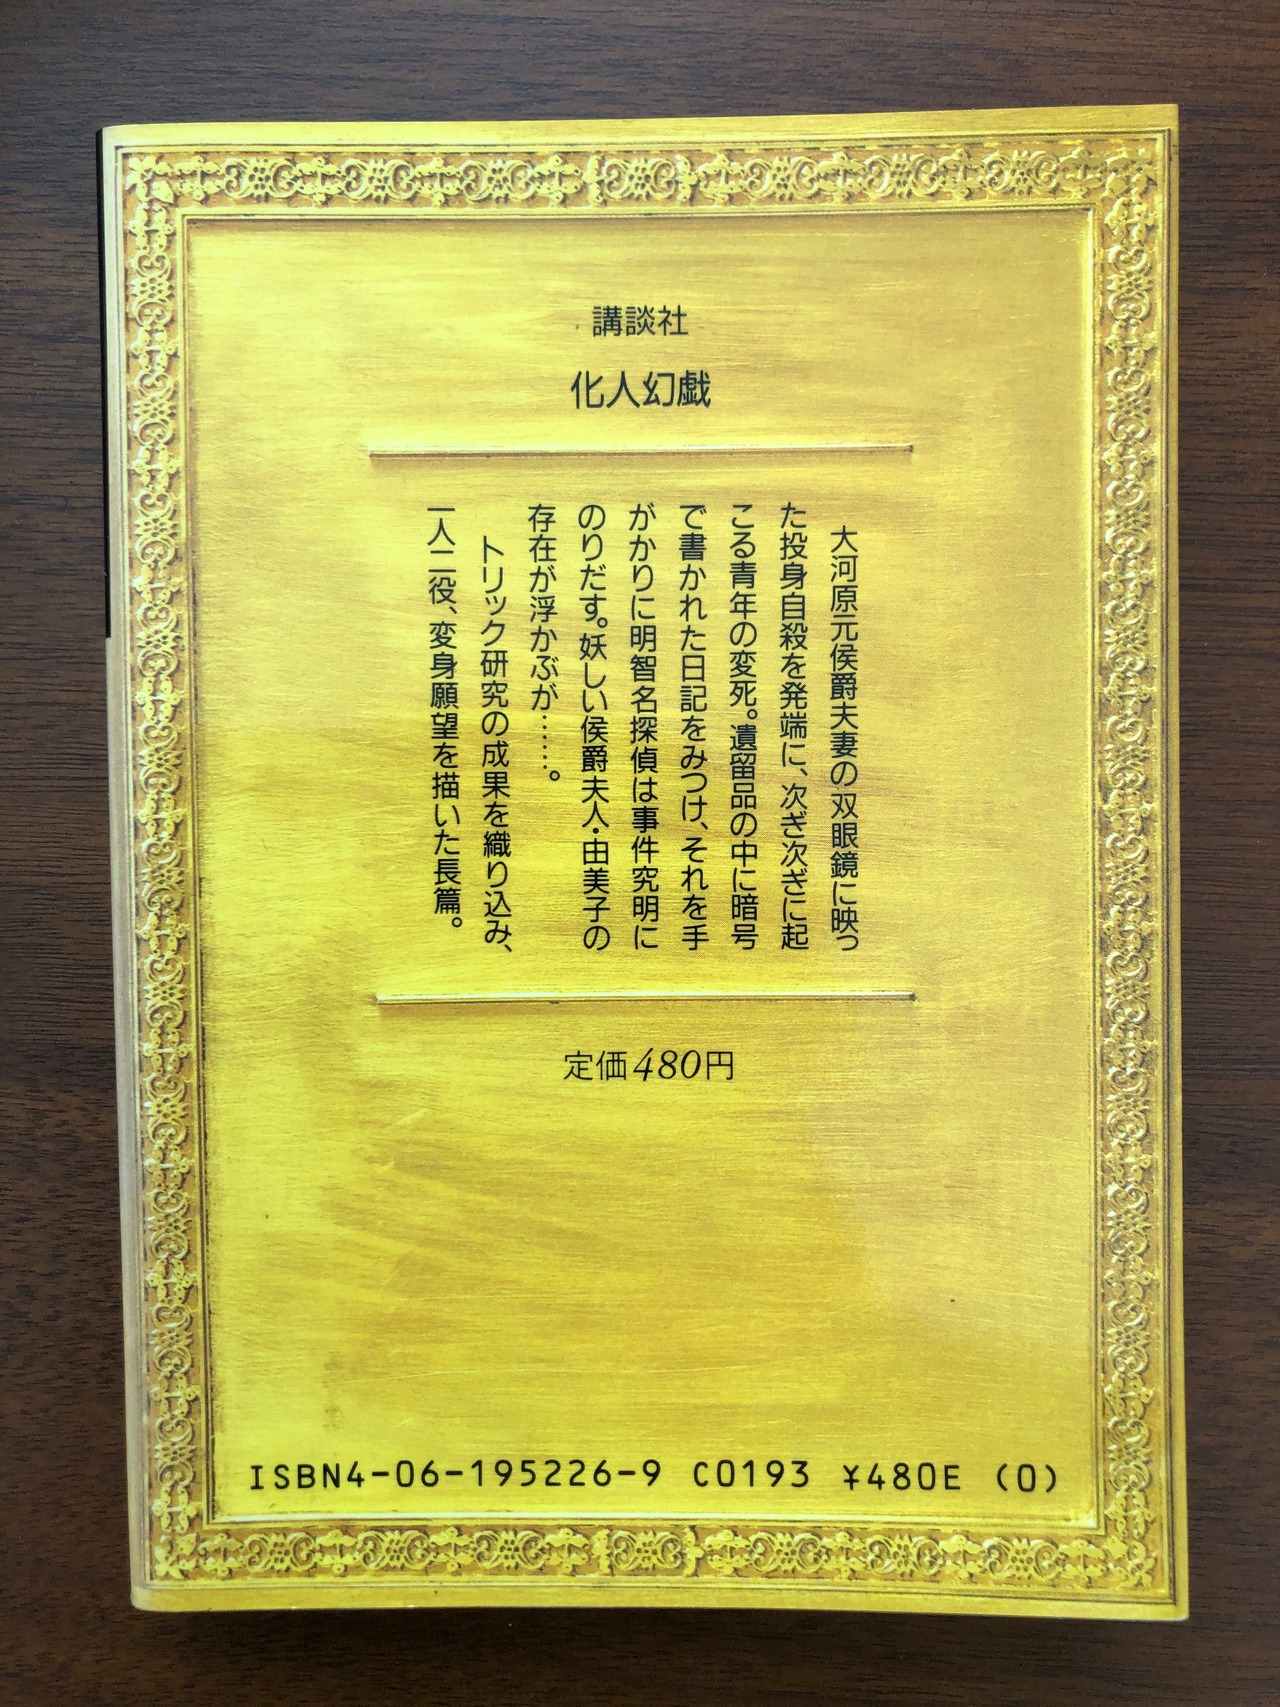 講談社
化人幻戯
大河原元侯爵夫妻の双眼鏡に映っ
た投身自殺を発端に、次ぎ次ぎに起
こる青年の変死。遺留品の中に暗号
で書かれた日記をみつけ、それを手
がかりに明智名探偵は事件究明に
のりだす。妖しい侯爵夫人・由美子の
存在が浮かぶが……。
トリック研究の成果を織り込み、
一人二役、変身願望を描いた長篇。
定価480円
ISBN4-06-195226-9 C0193 ¥480E (0)